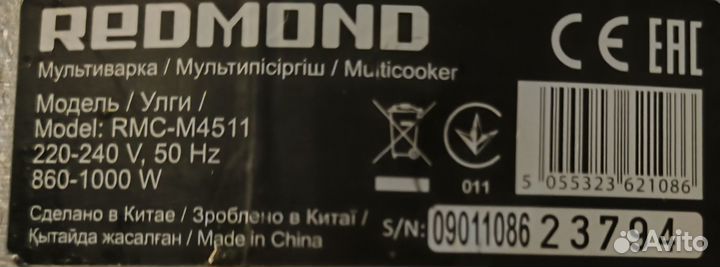 REDMOND
Мультиварка / Мультипісіргіш / Multicooker
Модель / Улги /
Model: RMC-M4511
220-240 V, 50 Hz
860-1000 W
Сделано в Китае / Зроблено в Китаї /
Қытайда жасалған / Made in China
CE EAC
011
5 055323 621086
S/N: 09011086 23794
Avito